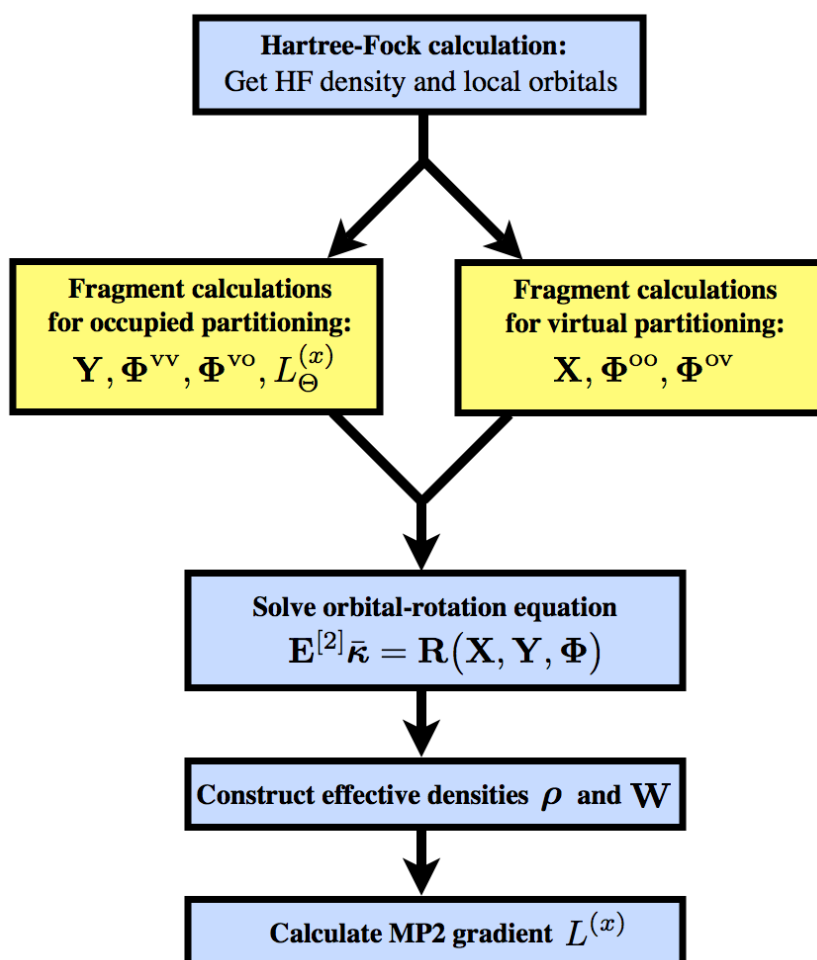 Hartree-Fock calculation:
Get HF density and local orbitals
Fragment calculations
for occupied partitioning:
Y, Φ^vv, Φ^vo, L_Θ^(x)
Fragment calculations
for virtual partitioning:
X, Φ^oo, Φ^ov
Solve orbital-rotation equation
E^[2] κ̄ = R(X, Y, Φ)
Construct effective densities ρ and W
Calculate MP2 gradient L^(x)